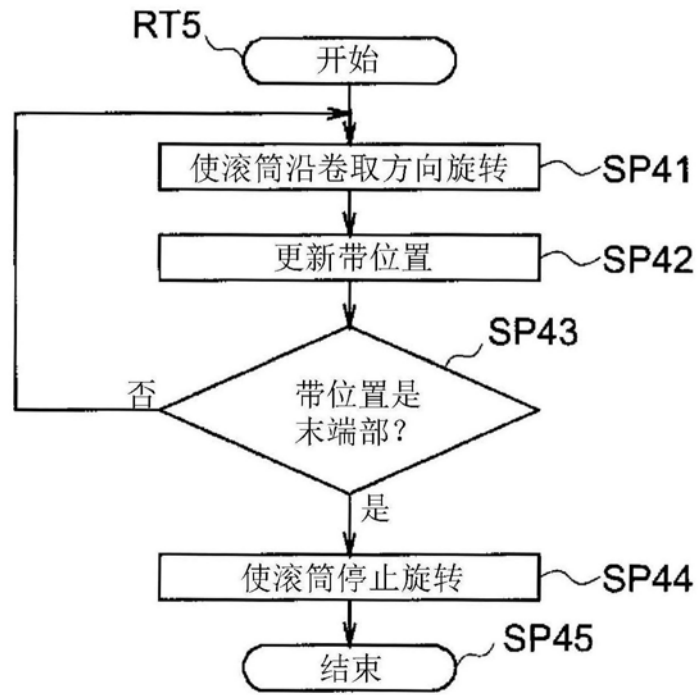 RT5
开始
使滚筒沿卷取方向旋转
SP41
更新带位置
SP42
SP43
带位置是
末端部？
否
是
使滚筒停止旋转
SP44
SP45
结束